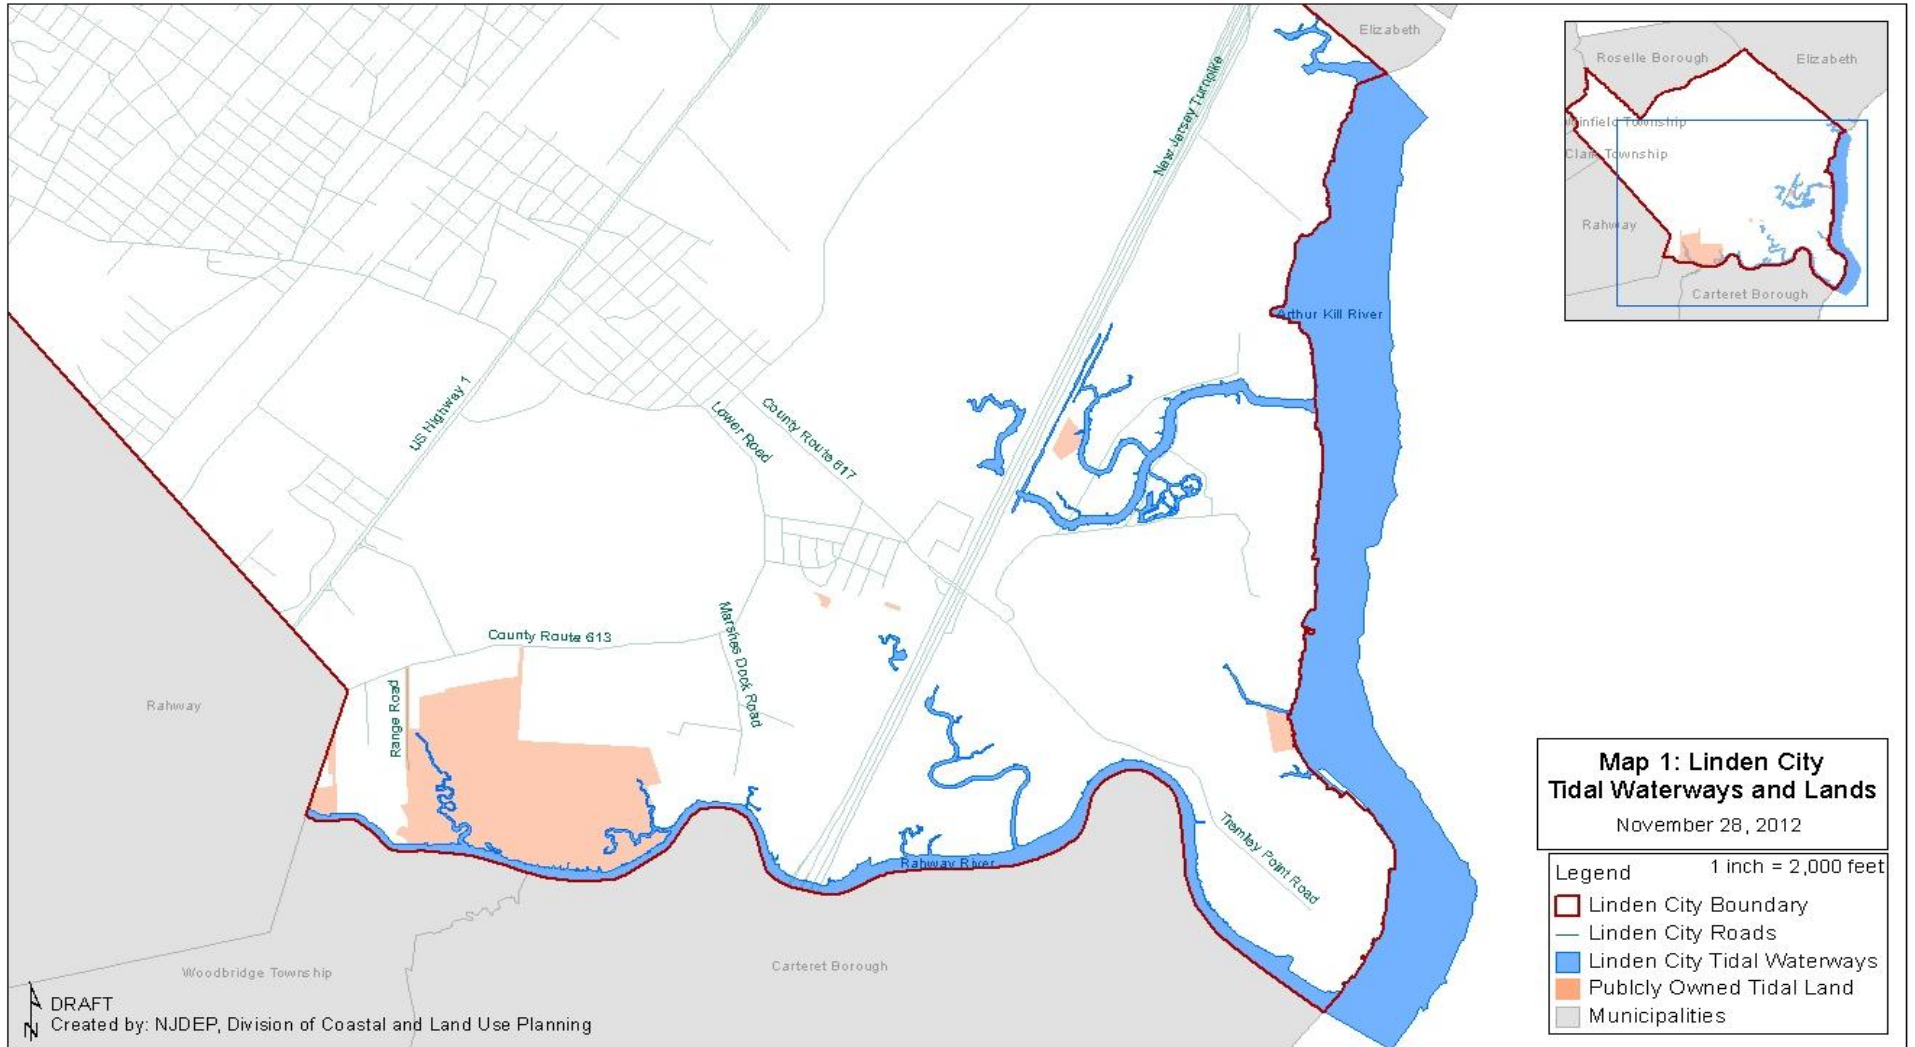 Elizabeth
New Jersey Turnpike
Roselle Borough
Elizabeth
Township
Township
Rahway
Carteret Borough
Arthur Kill River
US Highway 1
Lower Road
County Route 617
County Route 613
Marshes Dock Road
Range Road
Rahway
Rahway River
Tremley Point Road
Woodbridge Township
Carteret Borough
Map 1: Linden City
Tidal Waterways and Lands
November 28, 2012
Legend
1 inch = 2,000 feet
Linden City Boundary
Linden City Roads
Linden City Tidal Waterways
Publcly Owned Tidal Land
Municipalities
N
DRAFT
Created by: NJDEP, Division of Coastal and Land Use Planning